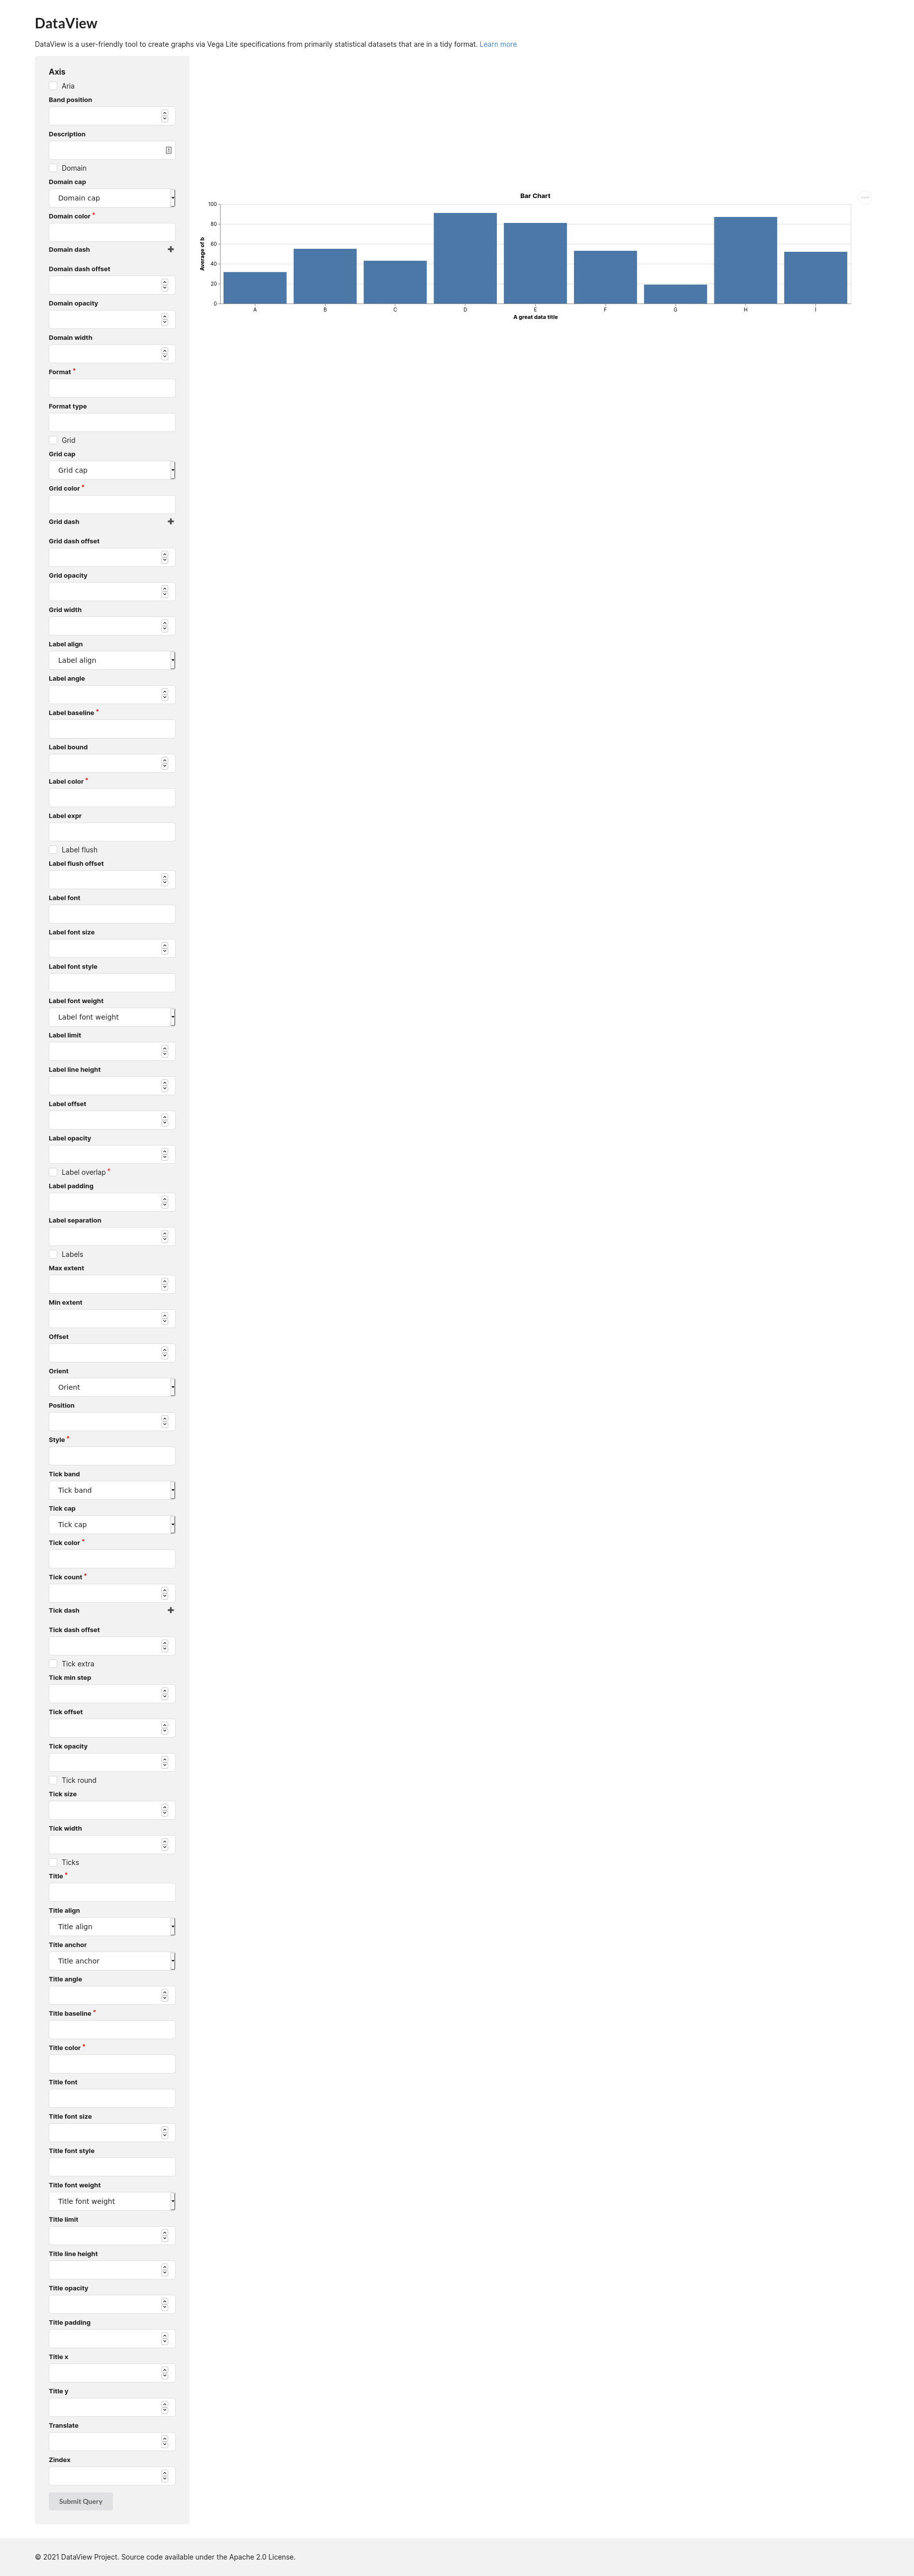 DataView
DataView is a user-friendly tool to create graphs via Vega Lite specifications from primarily statistical datasets that are in a tidy format. Learn more
Axis
Aria
Band position
Description
Domain
Domain cap
Domain cap
Domain color *
Domain dash
Domain dash offset
Domain opacity
Domain width
Format *
Format type
Grid
Grid cap
Grid cap
Grid color *
Grid dash
Grid dash offset
Grid opacity
Grid width
Label align
Label align
Label angle
Label baseline *
Label bound
Label color *
Label expr
Label flush
Label flush offset
Label font
Label font size
Label font style
Label font weight
Label font weight
Label limit
Label line height
Label offset
Label opacity
Label overlap *
Label padding
Label separation
Labels
Max extent
Min extent
Offset
Orient
Orient
Position
Style *
Tick band
Tick band
Tick cap
Tick cap
Tick color *
Tick count *
Tick dash
Tick dash offset
Tick extra
Tick min step
Tick offset
Tick opacity
Tick round
Tick size
Tick width
Ticks
Title *
Title align
Title align
Title anchor
Title anchor
Title angle
Title baseline *
Title color *
Title font
Title font size
Title font style
Title font weight
Title font weight
Title limit
Title line height
Title opacity
Title padding
Title x
Title y
Translate
Zindex
Submit Query
Bar Chart
Average of b
100
80
60
40
20
0
A B C D E F G H I
A great data title
© 2021 DataView Project. Source code available under the Apache 2.0 License.